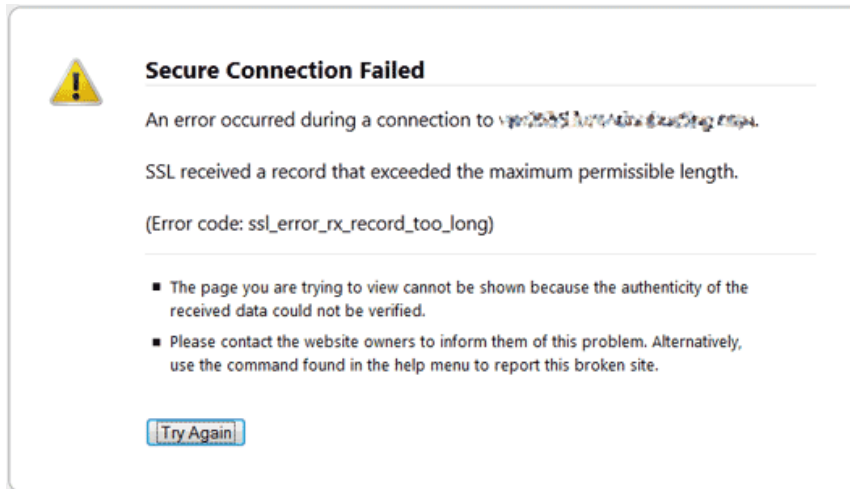 Secure Connection Failed
An error occurred during a connection to
SSL received a record that exceeded the maximum permissible length.
(Error code: ssl_error_rx_record_too_long)
The page you are trying to view cannot be shown because the authenticity of the
received data could not be verified.
Please contact the website owners to inform them of this problem. Alternatively,
use the command found in the help menu to report this broken site.
Try Again